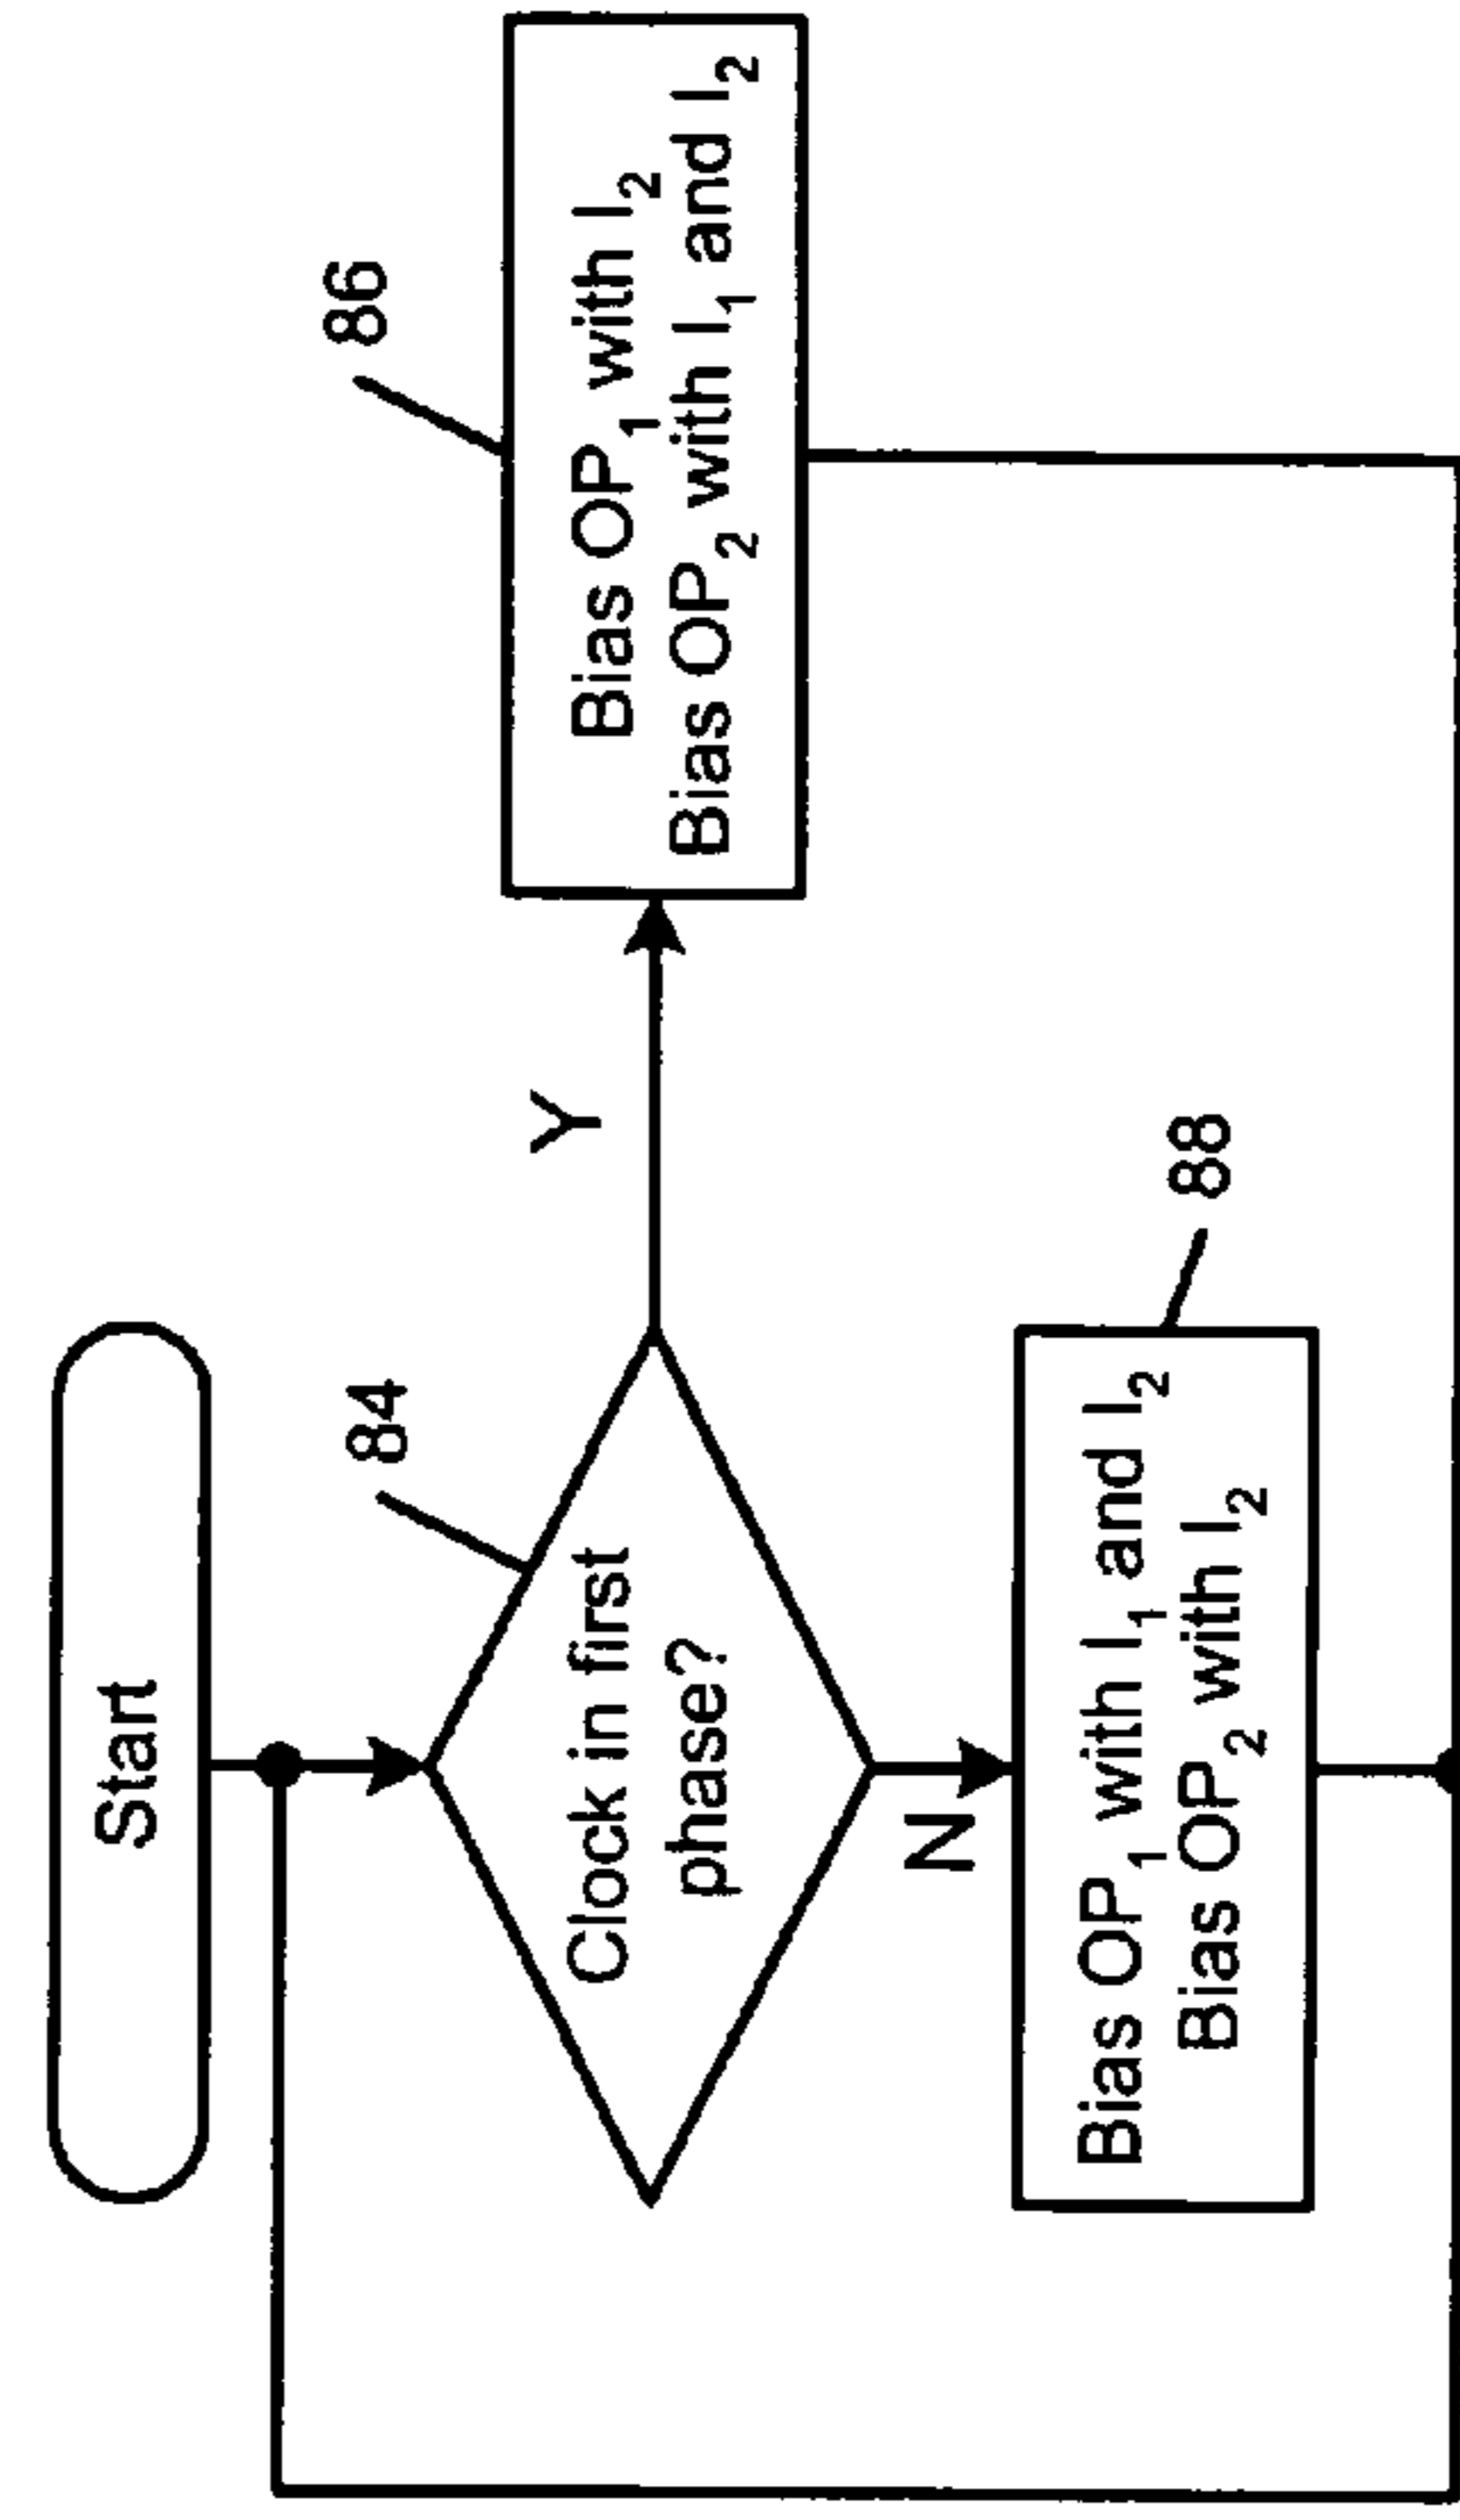 Start
84
Clock in first
phase?
Y
86
Bias OP₁ with I₂
Bias OP₂ with I₁ and I₂
N
88
Bias OP₁ with I₁ and I₂
Bias OP₂ with I₂